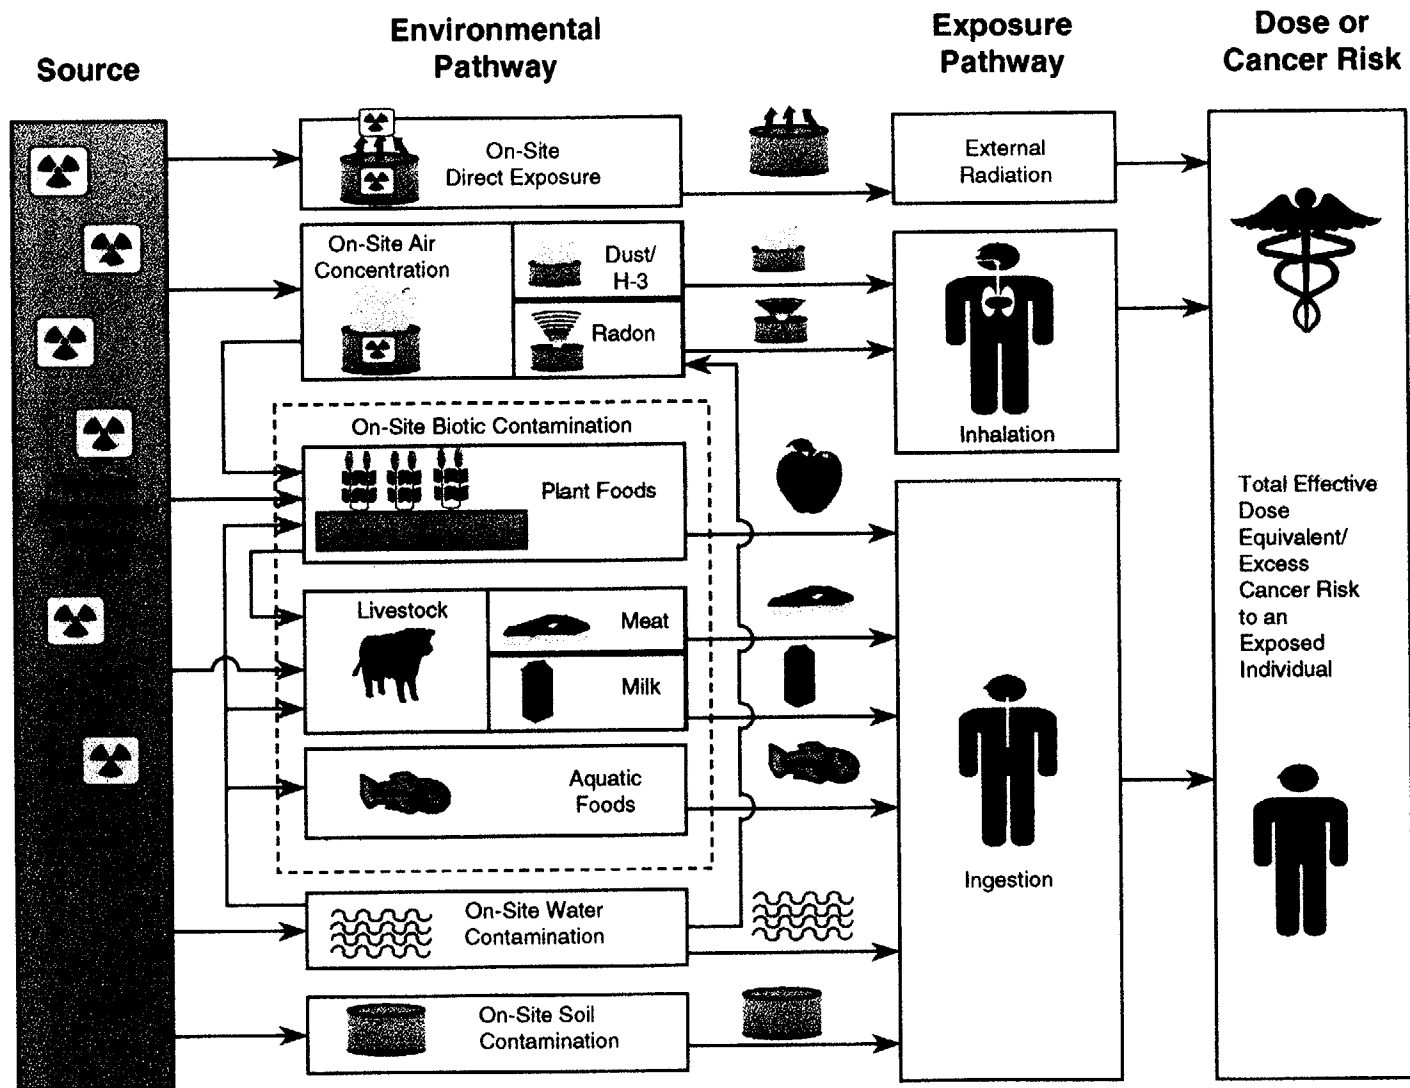 Source
Environmental
Pathway
Exposure
Pathway
Dose or
Cancer Risk
On-Site
Direct Exposure
External
Radiation
On-Site Air
Concentration
Dust/
H-3
Radon
Inhalation
On-Site Biotic Contamination
Plant Foods
Livestock
Meat
Milk
Aquatic
Foods
Ingestion
On-Site Water
Contamination
On-Site Soil
Contamination
Total Effective
Dose
Equivalent/
Excess
Cancer Risk
to an
Exposed
Individual